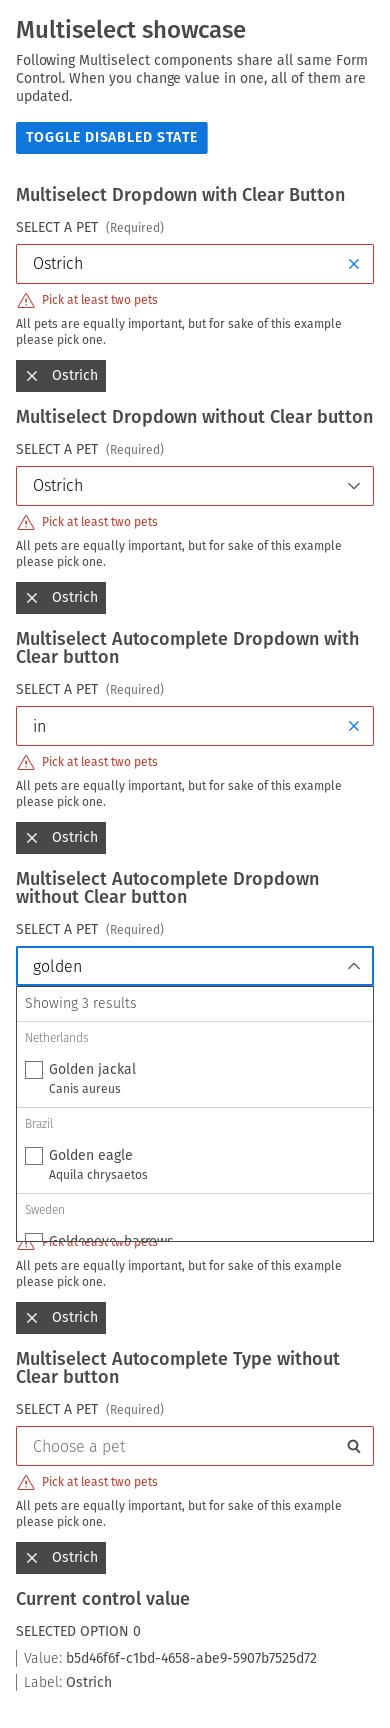 Multiselect showcase
Following Multiselect components share all same Form
Control. When you change value in one, all of them are
updated.
TOGGLE DISABLED STATE
Multiselect Dropdown with Clear Button
SELECT A PET (Required)
Ostrich
Pick at least two pets
All pets are equally important, but for sake of this example
please pick one.
Ostrich
Multiselect Dropdown without Clear button
SELECT A PET (Required)
Ostrich
Pick at least two pets
All pets are equally important, but for sake of this example
please pick one.
Ostrich
Multiselect Autocomplete Dropdown with
Clear button
SELECT A PET (Required)
in
Pick at least two pets
All pets are equally important, but for sake of this example
please pick one.
Ostrich
Multiselect Autocomplete Dropdown
without Clear button
SELECT A PET (Required)
golden
Showing 3 results
Netherlands
Golden jackal
Canis aureus
Brazil
Golden eagle
Aquila chrysaetos
Sweden
Goldeneye, barrows
Pick at least two pets
All pets are equally important, but for sake of this example
please pick one.
Ostrich
Multiselect Autocomplete Type without
Clear button
SELECT A PET (Required)
Choose a pet
Pick at least two pets
All pets are equally important, but for sake of this example
please pick one.
Ostrich
Current control value
SELECTED OPTION 0
Value: b5d46f6f-c1bd-4658-abe9-5907b7525d72
Label: Ostrich